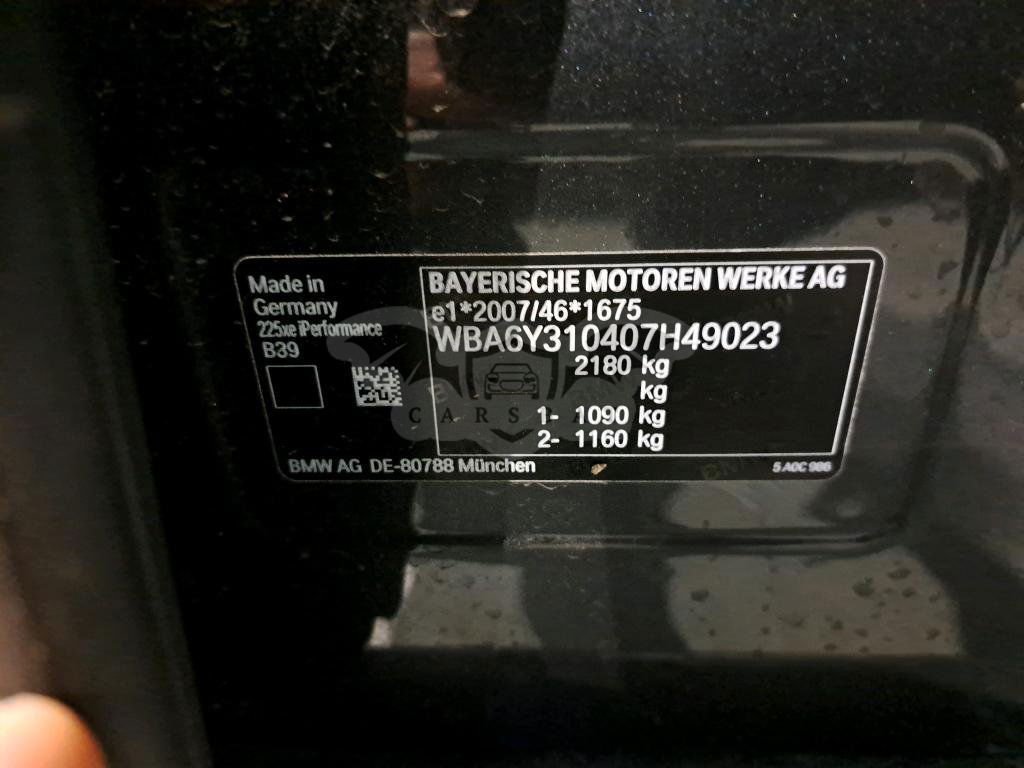 Made in
Germany
225xe iPerformance
B39
BAYERISCHE MOTOREN WERKE AG
e1*2007/46*1675
WBA6Y310407H49023
2180 kg
kg
1- 1090 kg
2- 1160 kg
BMW AG DE-80788 München
5 A0C 986
CARS